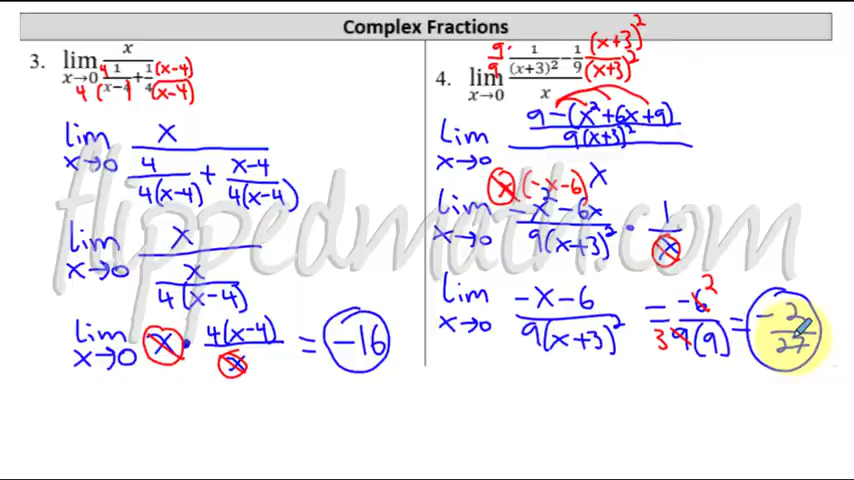 Complex Fractions
3. lim x→0 x / (1/(x−4) + 1/4)
4 4 ( ) (x−4) (x−4)
lim x→0 x / (4/(4(x−4)) + (x−4)/(4(x−4)))
lim x→0 x / (x/(4(x−4)))
lim x→0 x • 4(x−4)/x = −16
4. lim x→0 (1/(x+3)² − 1/9) / x
9· 9 (x+3)² (x+3)²
Lim x→0 ((9−(x²+6x+9))/(9(x+3)²)) / x
x(−x−6)
Lim x→0 (−x²−6x)/(9(x+3)²) • 1/x
Lim x→0 (−x−6)/(9(x+3)²) = −6/(9(9)) = −2/27
2
3
flippedmath.com